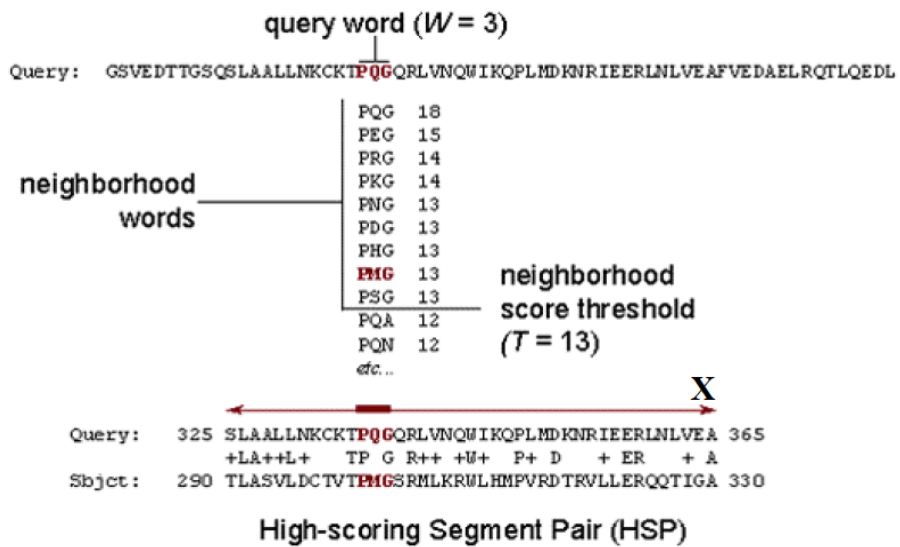 query word (W = 3)
Query: GSVEDTTGSQSLAALLNKCKTPQGQRLVNQWIKQPLMDKNRIEERLNLVEAFVEDAELRQTLQEDL
PQG 18
PEG 15
PRG 14
PKG 14
PNG 13
PDG 13
PHG 13
PMG 13
PSG 13
PQA 12
PQN 12
etc...
neighborhood
words
neighborhood
score threshold
(T = 13)
X
Query: 325 SLAALLNKCKTPQGQRLVNQWIKQPLMDKNRIEERLNLVEA 365
+LA++L+ TP G R++ +W+ P+ D + ER + A
Sbjct: 290 TLASVLDCTVTPMGSRMLKRWLHMPVRDTRVLLERQQTIGA 330
High-scoring Segment Pair (HSP)